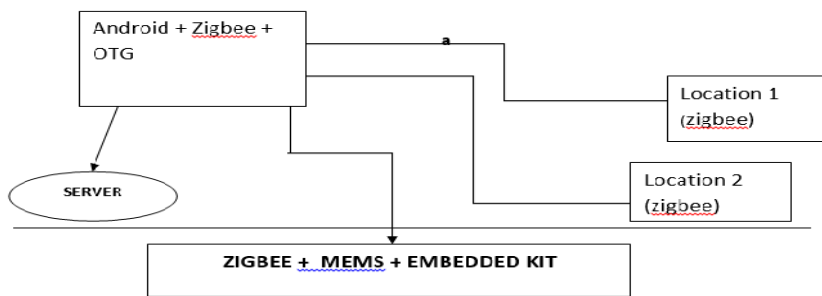 Android + Zigbee +
OTG
a
Location 1
(zigbee)
Location 2
(zigbee)
SERVER
ZIGBEE + MEMS + EMBEDDED KIT